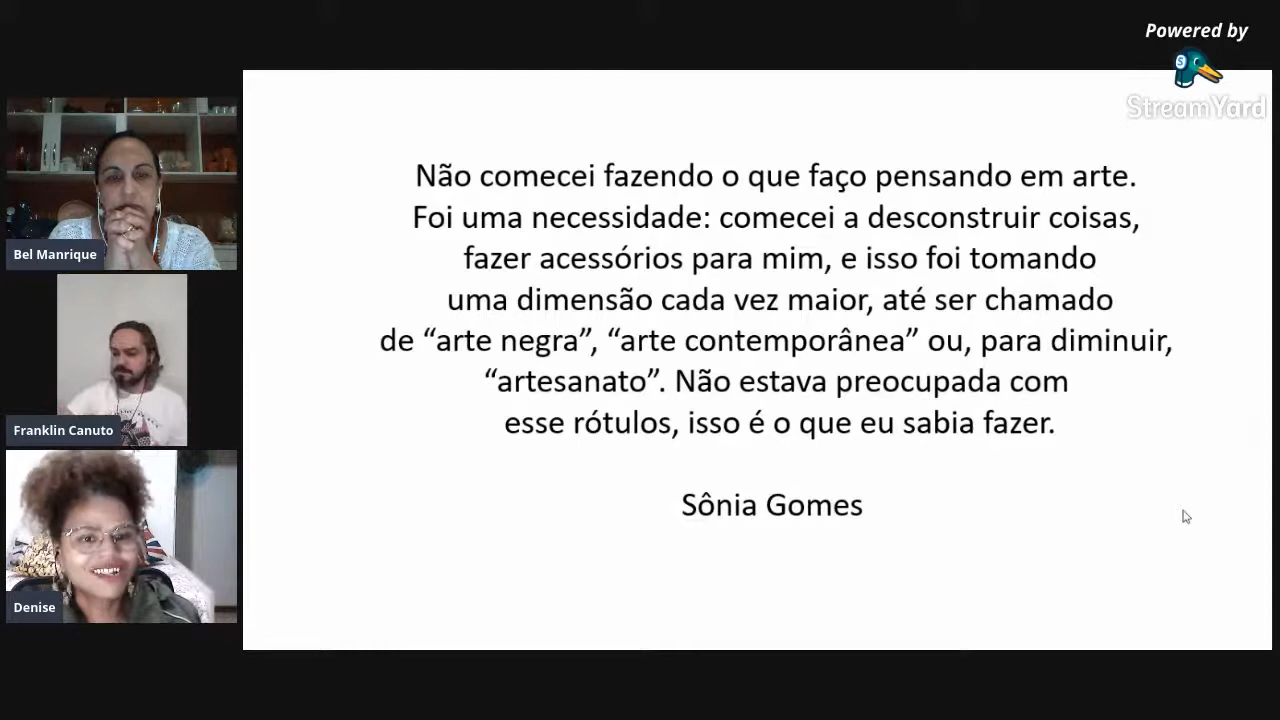 Powered by
StreamYard
Bel Manrique
Franklin Canuto
Denise
Não comecei fazendo o que faço pensando em arte.
Foi uma necessidade: comecei a desconstruir coisas,
fazer acessórios para mim, e isso foi tomando
uma dimensão cada vez maior, até ser chamado
de “arte negra”, “arte contemporânea” ou, para diminuir,
“artesanato”. Não estava preocupada com
esse rótulos, isso é o que eu sabia fazer.
Sônia Gomes